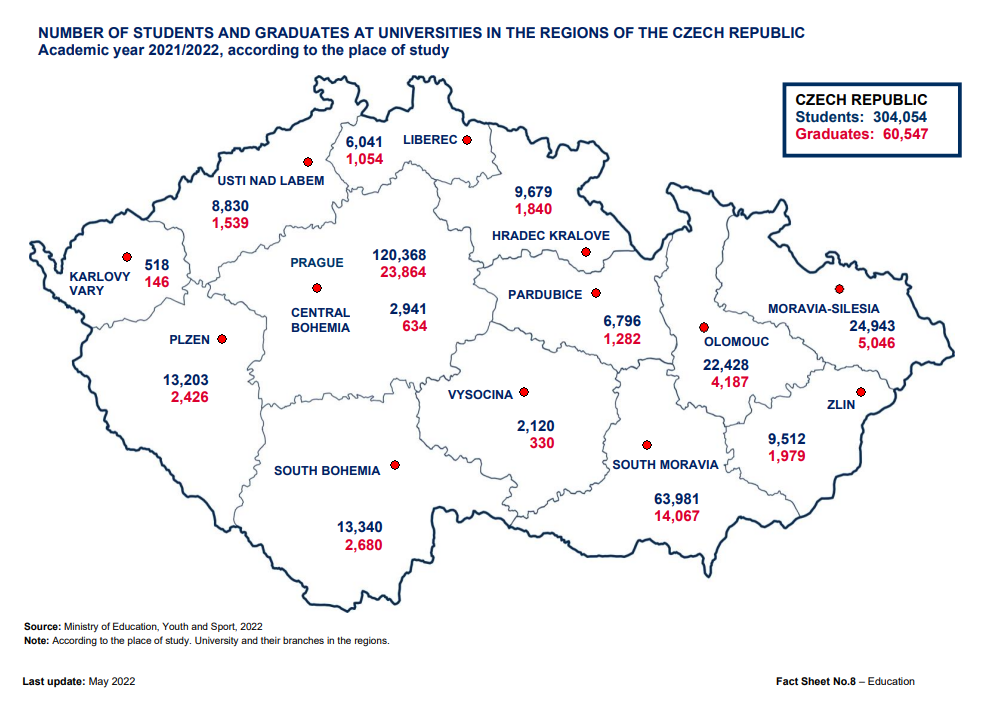 NUMBER OF STUDENTS AND GRADUATES AT UNIVERSITIES IN THE REGIONS OF THE CZECH REPUBLIC
Academic year 2021/2022, according to the place of study
CZECH REPUBLIC
Students: 304,054
Graduates: 60,547
6,041
1,054
LIBEREC
USTI NAD LABEM
8,830
1,539
9,679
1,840
HRADEC KRALOVE
KARLOVY
VARY
518
146
PRAGUE
120,368
23,864
CENTRAL
BOHEMIA
2,941
634
PARDUBICE
6,796
1,282
MORAVIA-SILESIA
24,943
5,046
OLOMOUC
22,428
4,187
PLZEN
13,203
2,426
VYSOCINA
2,120
330
ZLIN
9,512
1,979
SOUTH BOHEMIA
13,340
2,680
SOUTH MORAVIA
63,981
14,067
Source: Ministry of Education, Youth and Sport, 2022
Note: According to the place of study. University and their branches in the regions.
Last update: May 2022
Fact Sheet No.8 – Education